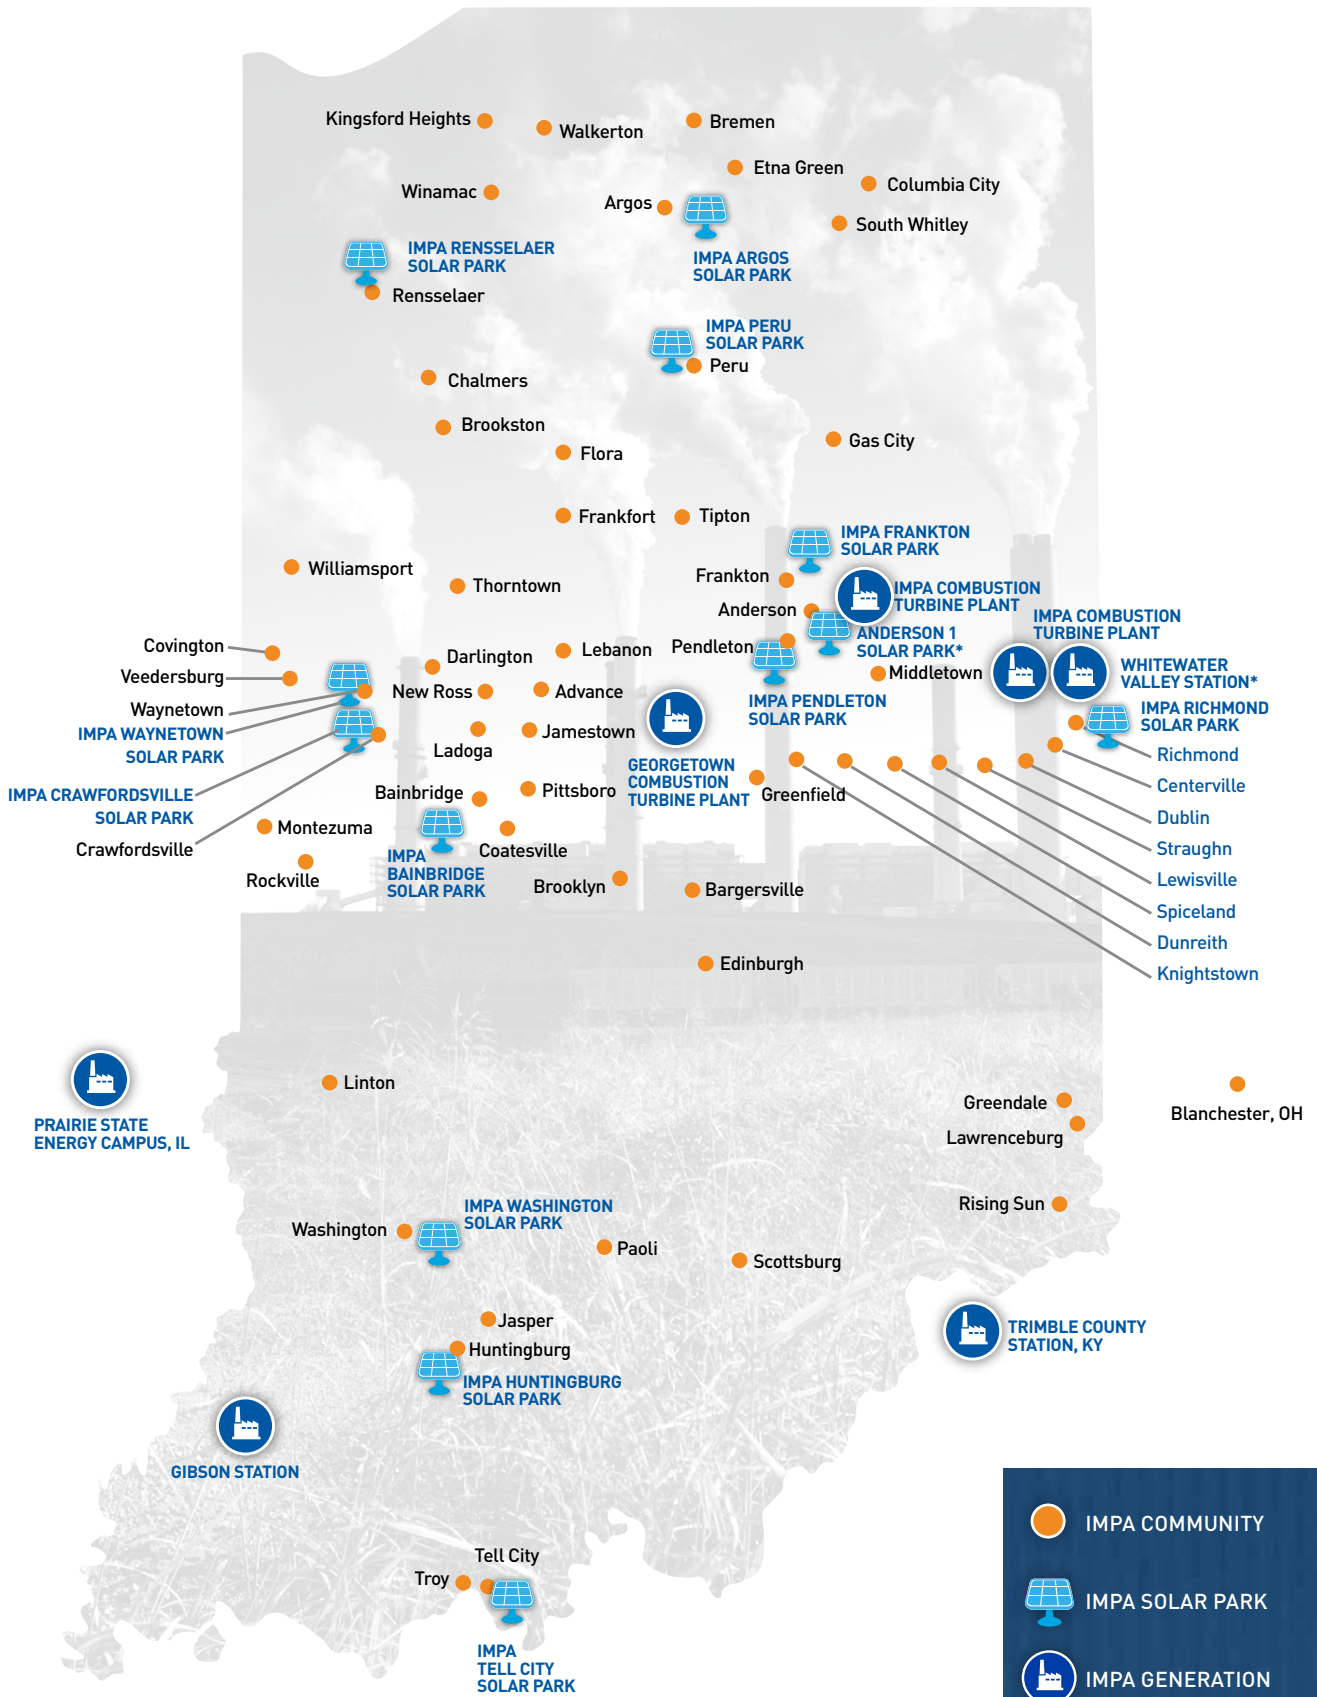 Kingsford Heights
Walkerton
Bremen
Etna Green
Columbia City
Winamac
Argos
South Whitley
IMPA RENSSELAER
SOLAR PARK
IMPA ARGOS
SOLAR PARK
Rensselaer
IMPA PERU
SOLAR PARK
Peru
Chalmers
Brookston
Gas City
Flora
Frankfort
Tipton
IMPA FRANKTON
SOLAR PARK
Williamsport
Thorntown
Frankton
IMPA COMBUSTION
TURBINE PLANT
Anderson
IMPA COMBUSTION
TURBINE PLANT
ANDERSON 1
SOLAR PARK*
Covington
Darlington
Lebanon
Pendleton
Middletown
WHITEWATER
VALLEY STATION*
Veedersburg
New Ross
Advance
Waynetown
IMPA PENDLETON
SOLAR PARK
IMPA RICHMOND
SOLAR PARK
IMPA WAYNETOWN
SOLAR PARK
Ladoga
Jamestown
Richmond
GEORGETOWN
COMBUSTION
TURBINE PLANT
Centerville
IMPA CRAWFORDSVILLE
SOLAR PARK
Bainbridge
Pittsboro
Greenfield
Dublin
Montezuma
Crawfordsville
Coatesville
Straughn
IMPA
BAINBRIDGE
SOLAR PARK
Rockville
Brooklyn
Bargersville
Lewisville
Spiceland
Dunreith
Edinburgh
Knightstown
Linton
Greendale
Blanchester, OH
PRAIRIE STATE
ENERGY CAMPUS, IL
Lawrenceburg
Rising Sun
IMPA WASHINGTON
SOLAR PARK
Washington
Paoli
Scottsburg
Jasper
TRIMBLE COUNTY
STATION, KY
Huntingburg
IMPA HUNTINGBURG
SOLAR PARK
GIBSON STATION
IMPA COMMUNITY
Tell City
Troy
IMPA SOLAR PARK
IMPA
TELL CITY
SOLAR PARK
IMPA GENERATION